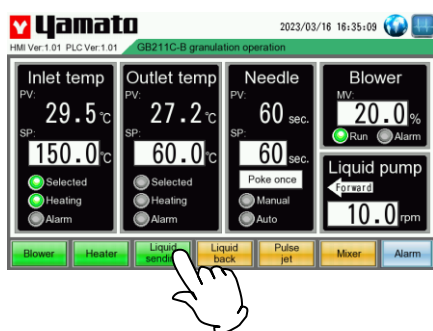 Yamato
2023/03/16 16:35:09
HMI Ver:1.01 PLC Ver:1.01
GB211C-B granulation operation
Inlet temp
PV:
29.5℃
SP:
150.0℃
Selected
Heating
Alarm
Outlet temp
PV:
27.2℃
SP:
60.0℃
Selected
Heating
Alarm
Needle
PV:
60 sec.
SP:
60 sec.
Poke once
Manual
Auto
Blower
MV:
20.0%
Run Alarm
Liquid pump
Forward
10.0 rpm
Blower
Heater
Liquid
sending
Liquid
back
Pulse
jet
Mixer
Alarm